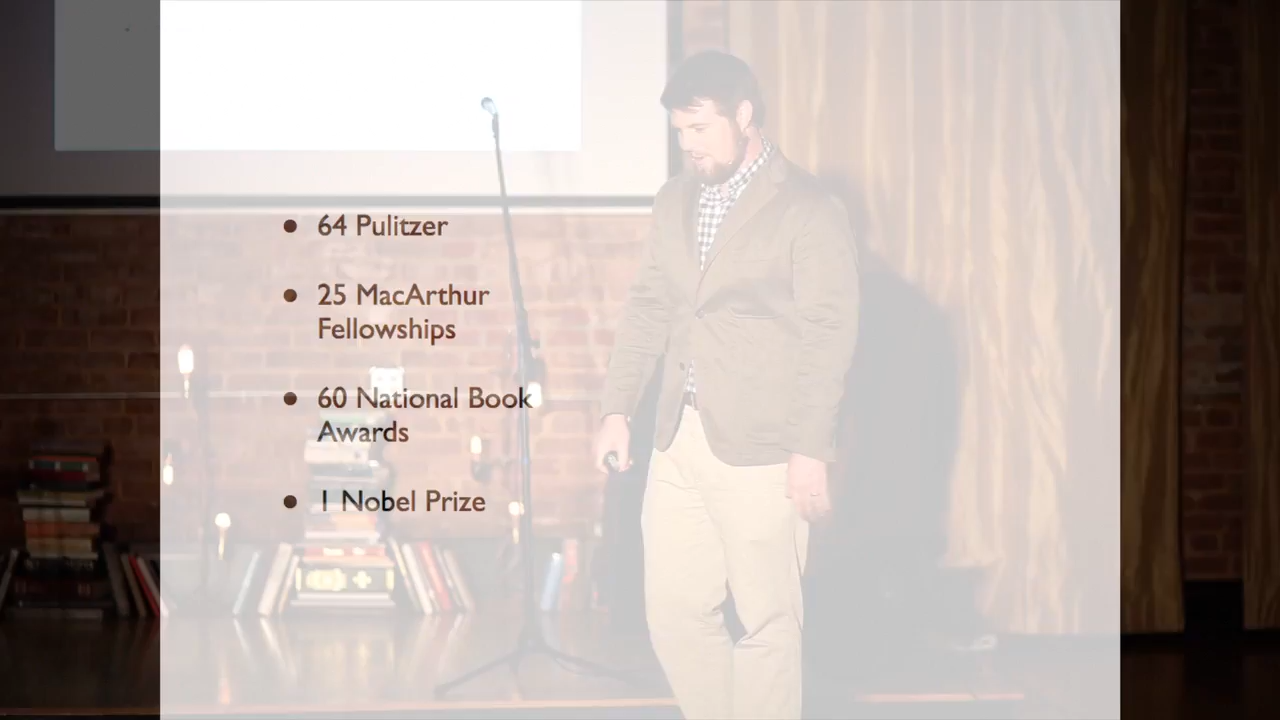 • 64 Pulitzer
• 25 MacArthur
Fellowships
• 60 National Book
Awards
• 1 Nobel Prize